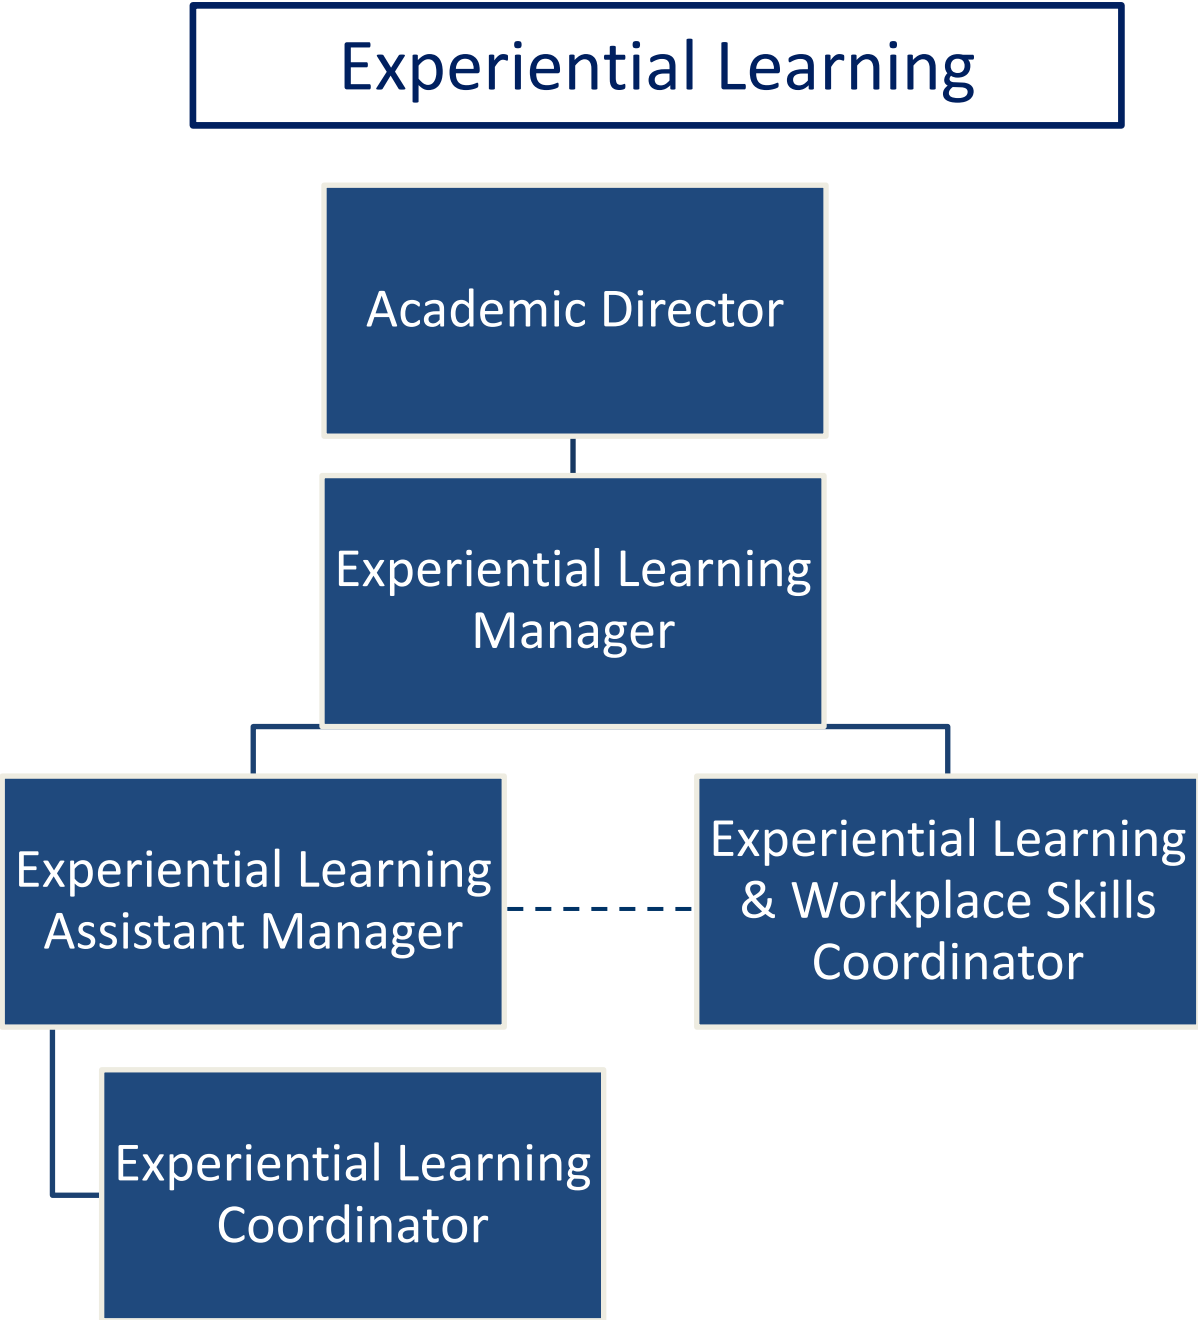 Experiential Learning
Academic Director
Experiential Learning
Manager
Experiential Learning
Assistant Manager
Experiential Learning
& Workplace Skills
Coordinator
Experiential Learning
Coordinator